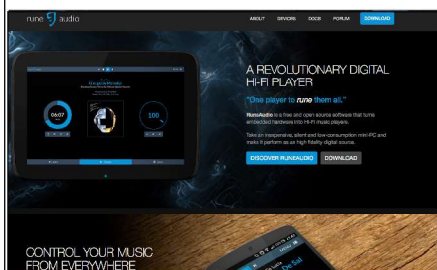 rune audio
ABOUT DEVICES DOCS FORUM DOWNLOAD
A REVOLUTIONARY DIGITAL
HI-FI PLAYER
"One player to rune them all."
RuneAudio is a free and open source software that turns
embedded hardware into Hi-Fi music players.
Take an inexpensive, silent and low-consumption mini-PC and
make it perform as an high fidelity digital source.
DISCOVER RUNEAUDIO DOWNLOAD
06:07
100
CONTROL YOUR MUSIC
FROM EVERYWHERE
De Sal